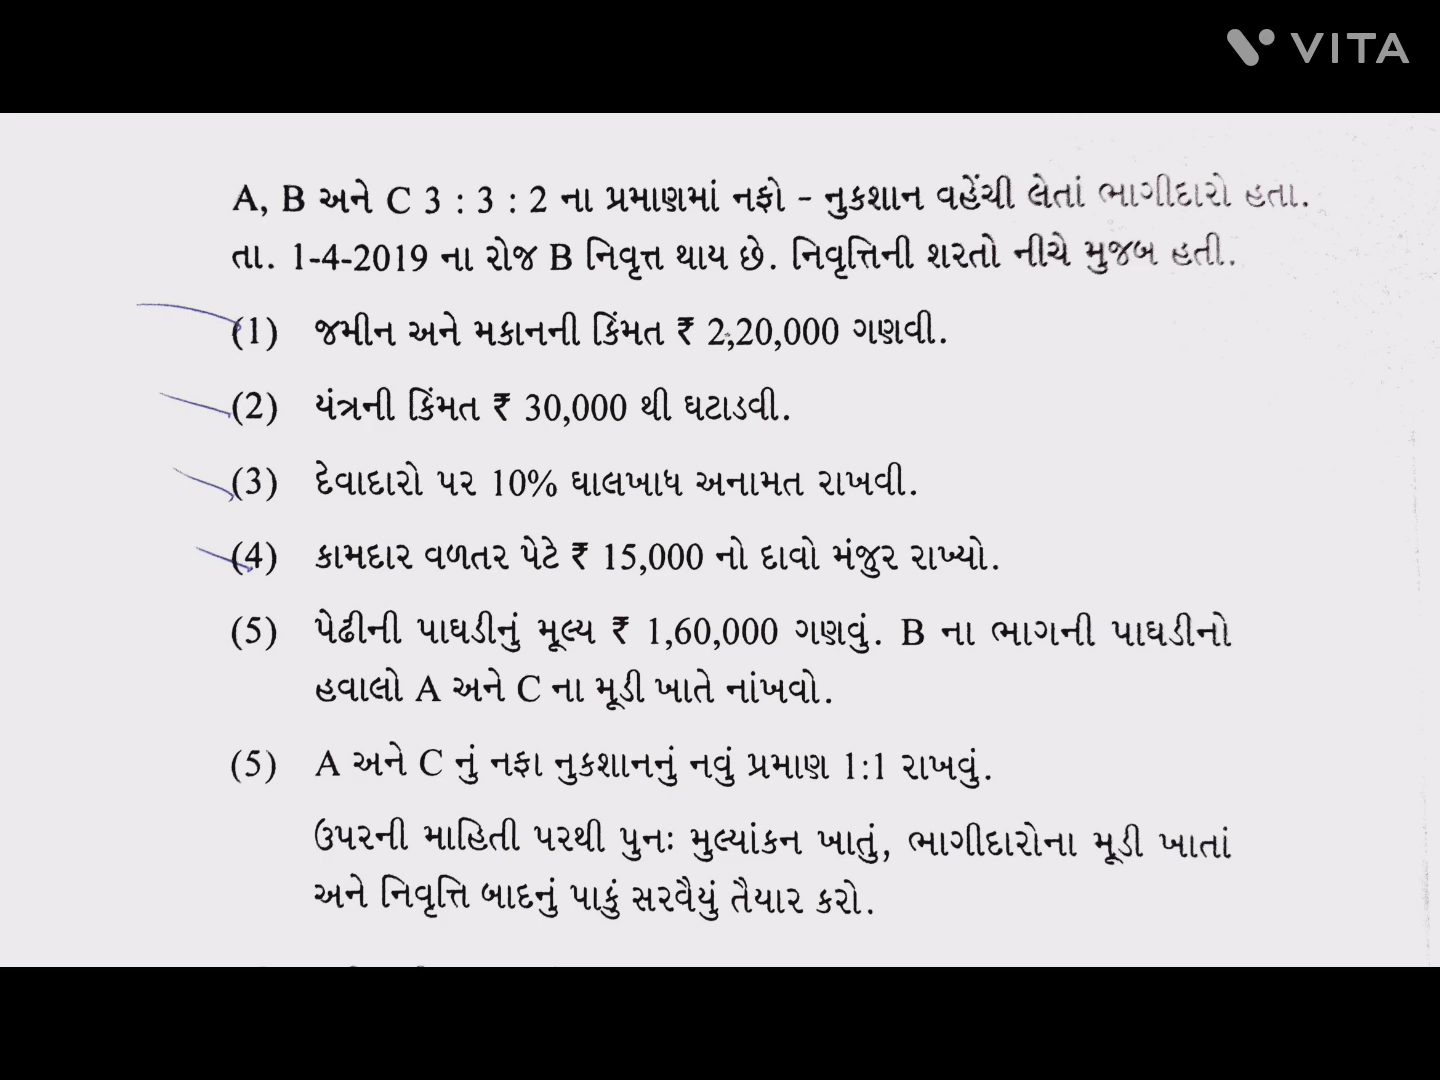 VITA
A, B અને C 3 : 3 : 2 ના પ્રમાણમાં નફો - નુકશાન વહેંચી લેતાં ભાગીદારો હતા.
તા. 1-4-2019 ના રોજ B નિવૃત્ત થાય છે. નિવૃત્તિની શરતો નીચે મુજબ હતી.
(1) જમીન અને મકાનની કિંમત ₹ 2,20,000 ગણવી.
(2) યંત્રની કિંમત ₹ 30,000 થી ઘટાડવી.
(3) દેવાદારો પર 10% ઘાલખાધ અનામત રાખવી.
(4) કામદાર વળતર પેટે ₹ 15,000 નો દાવો મંજુર રાખ્યો.
(5) પેઢીની પાઘડીનું મૂલ્ય ₹ 1,60,000 ગણવું. B ના ભાગની પાઘડીનો
હવાલો A અને C ના મૂડી ખાતે નાંખવો.
(5) A અને C નું નફા નુકશાનનું નવું પ્રમાણ 1:1 રાખવું.
ઉપરની માહિતી પરથી પુનઃ મુલ્યાંકન ખાતું, ભાગીદારોના મૂડી ખાતાં
અને નિવૃત્તિ બાદનું પાકું સરવૈયું તૈયાર કરો.